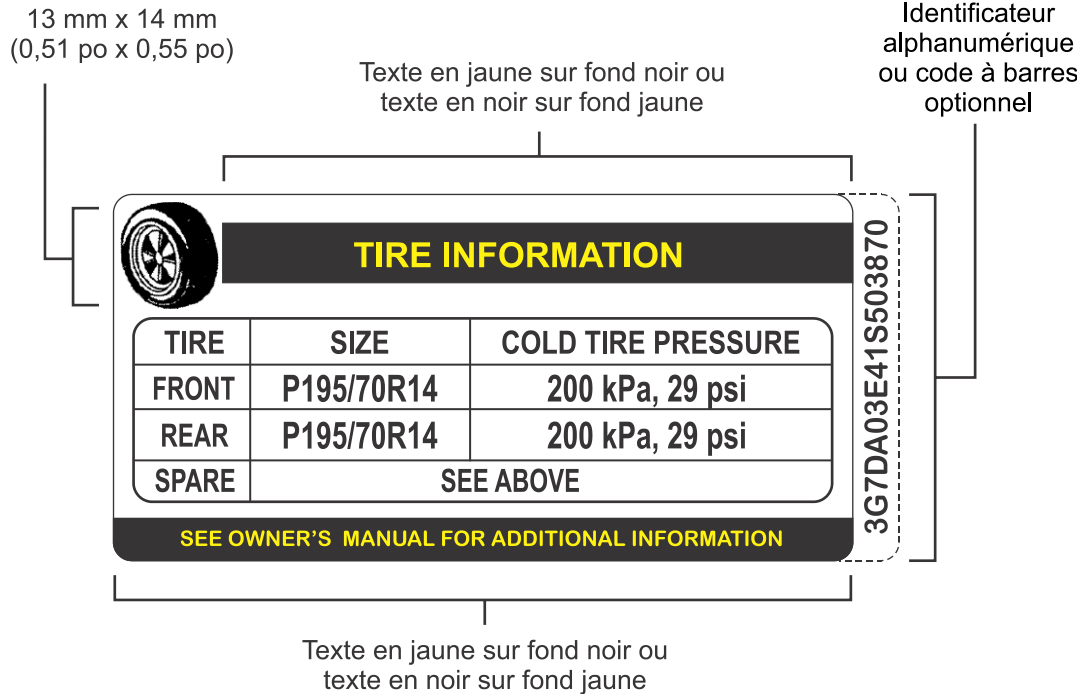 13 mm x 14 mm
(0,51 po x 0,55 po)
Texte en jaune sur fond noir ou
texte en noir sur fond jaune
Identificateur
alphanumérique
ou code à barres
optionnel
TIRE INFORMATION
TIRE SIZE COLD TIRE PRESSURE
FRONT P195/70R14 200 kPa, 29 psi
REAR P195/70R14 200 kPa, 29 psi
SPARE SEE ABOVE
SEE OWNER'S MANUAL FOR ADDITIONAL INFORMATION
3G7DA03E41S503870
Texte en jaune sur fond noir ou
texte en noir sur fond jaune